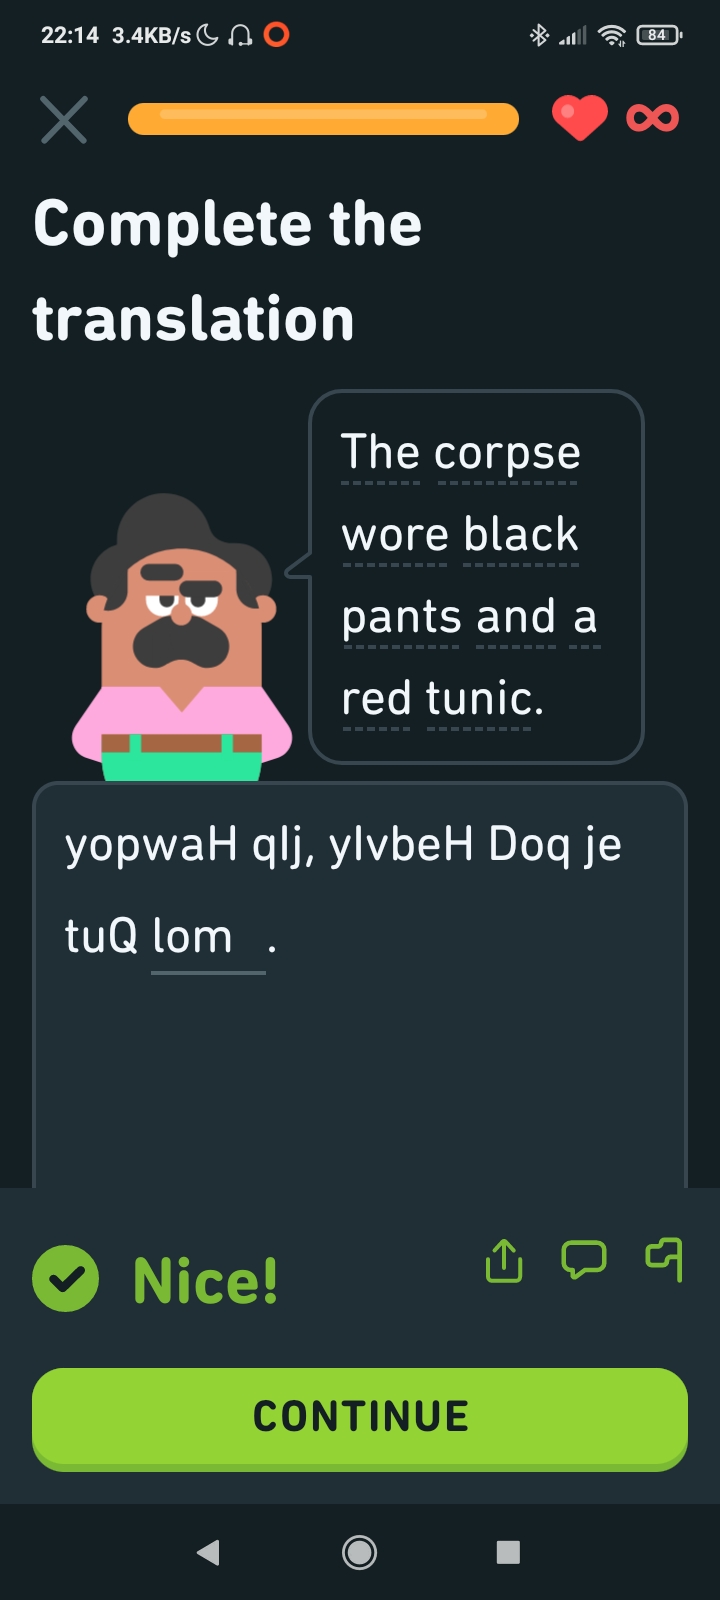 22:14 3.4KB/s 84
Complete the
translation
The corpse
wore black
pants and a
red tunic.
yopwaH qIj, yIvbeH Doq je
tuQ lom .
Nice!
CONTINUE